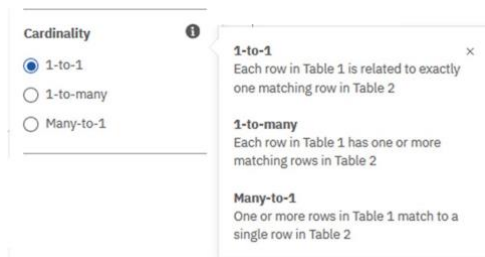 Cardinality
1-to-1
1-to-many
Many-to-1
1-to-1
Each row in Table 1 is related to exactly
one matching row in Table 2
1-to-many
Each row in Table 1 has one or more
matching rows in Table 2
Many-to-1
One or more rows in Table 1 match to a
single row in Table 2